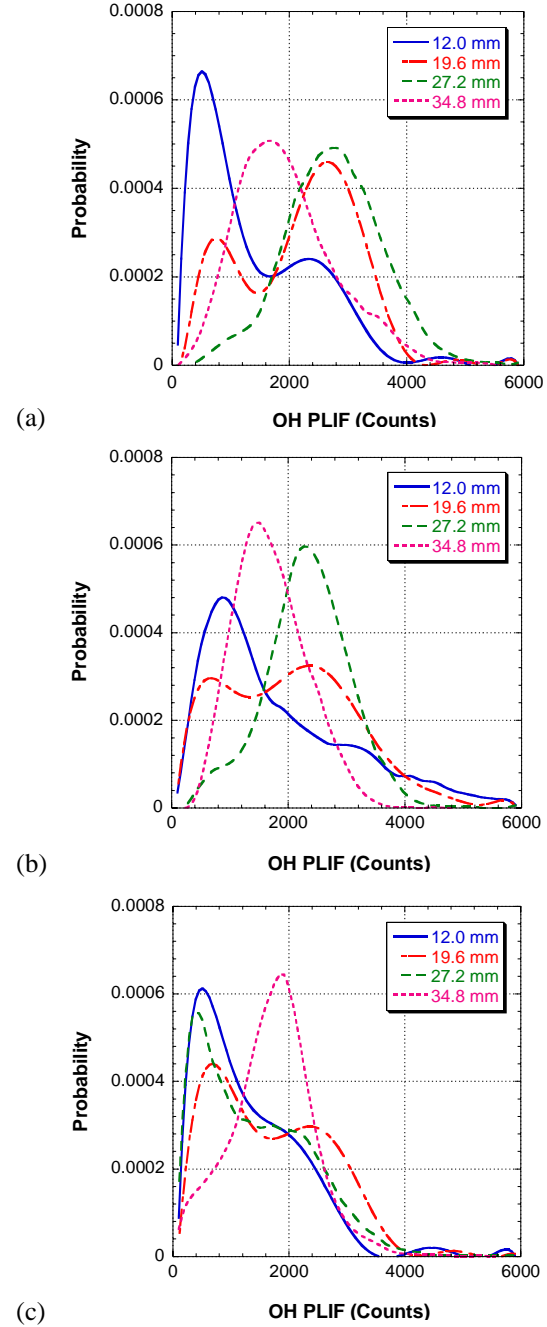 0.0008
12.0 mm
19.6 mm
27.2 mm
34.8 mm
0.0006
Probability
0.0004
0.0002
0
0 2000 4000 6000
(a) OH PLIF (Counts)
0.0008
12.0 mm
19.6 mm
27.2 mm
34.8 mm
0.0006
Probability
0.0004
0.0002
0
0 2000 4000 6000
(b) OH PLIF (Counts)
0.0008
12.0 mm
19.6 mm
27.2 mm
34.8 mm
0.0006
Probability
0.0004
0.0002
0
0 2000 4000 6000
(c) OH PLIF (Counts)